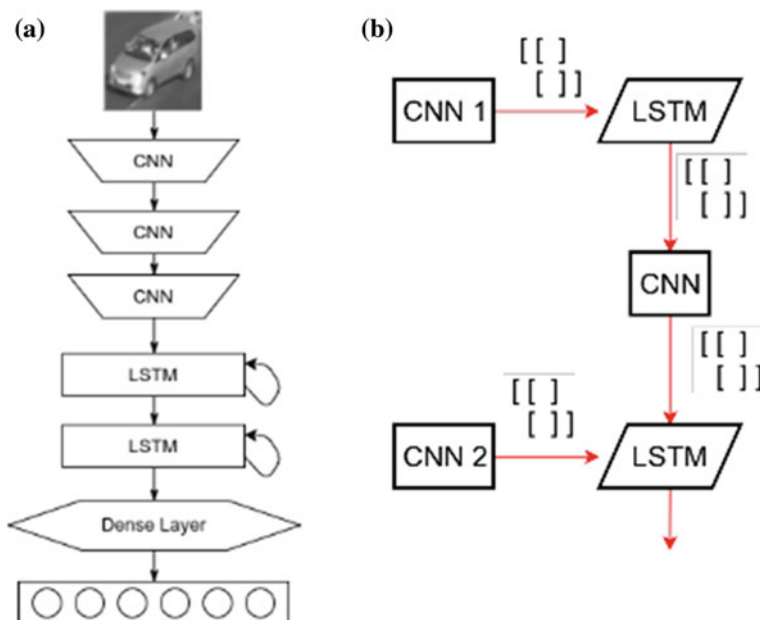 (a)
CNN
CNN
CNN
LSTM
LSTM
Dense Layer
(b)
[[ ]
[ ]]
CNN 1
LSTM
[[ ]
[ ]]
CNN
[[ ]
[ ]]
[[ ]
[ ]]
CNN 2
LSTM